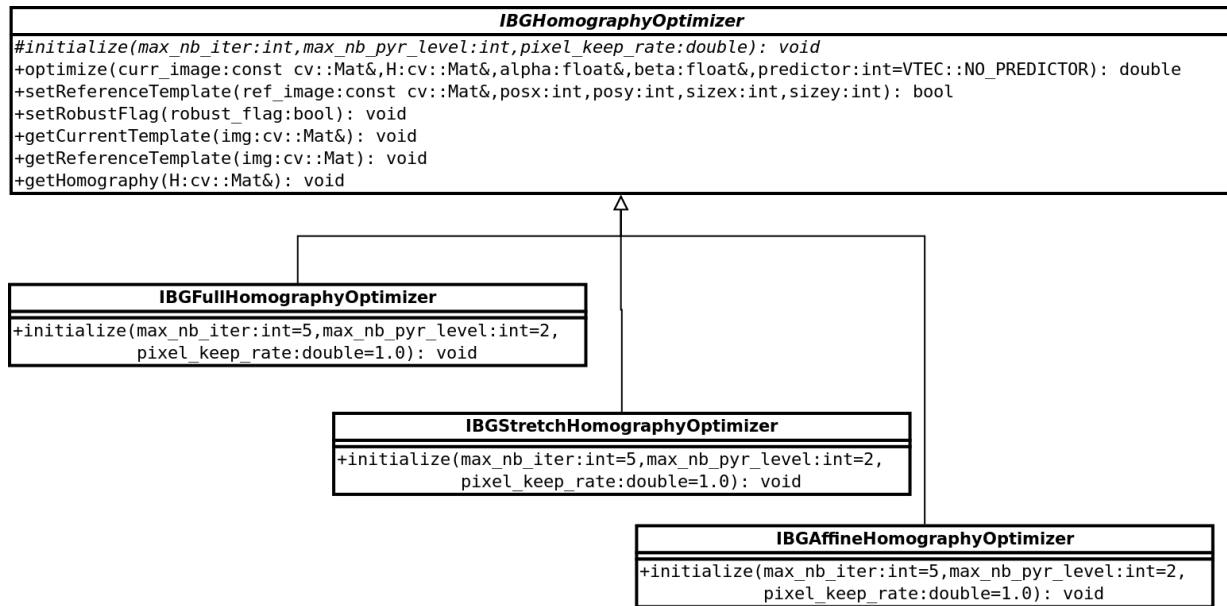 IBGHomographyOptimizer
#initialize(max_nb_iter:int,max_nb_pyr_level:int,pixel_keep_rate:double): void
+optimize(curr_image:const cv::Mat&,H:cv::Mat&,alpha:float&,beta:float&,predictor:int=VTEC::NO_PREDICTOR): double
+setReferenceTemplate(ref_image:const cv::Mat&,posx:int,posy:int,sizex:int,sizey:int): bool
+setRobustFlag(robust_flag:bool): void
+getCurrentTemplate(img:cv::Mat&): void
+getReferenceTemplate(img:cv::Mat): void
+getHomography(H:cv::Mat&): void
IBGFullHomographyOptimizer
+initialize(max_nb_iter:int=5,max_nb_pyr_level:int=2,
pixel_keep_rate:double=1.0): void
IBGStretchHomographyOptimizer
+initialize(max_nb_iter:int=5,max_nb_pyr_level:int=2,
pixel_keep_rate:double=1.0): void
IBGAffineHomographyOptimizer
+initialize(max_nb_iter:int=5,max_nb_pyr_level:int=2,
pixel_keep_rate:double=1.0): void